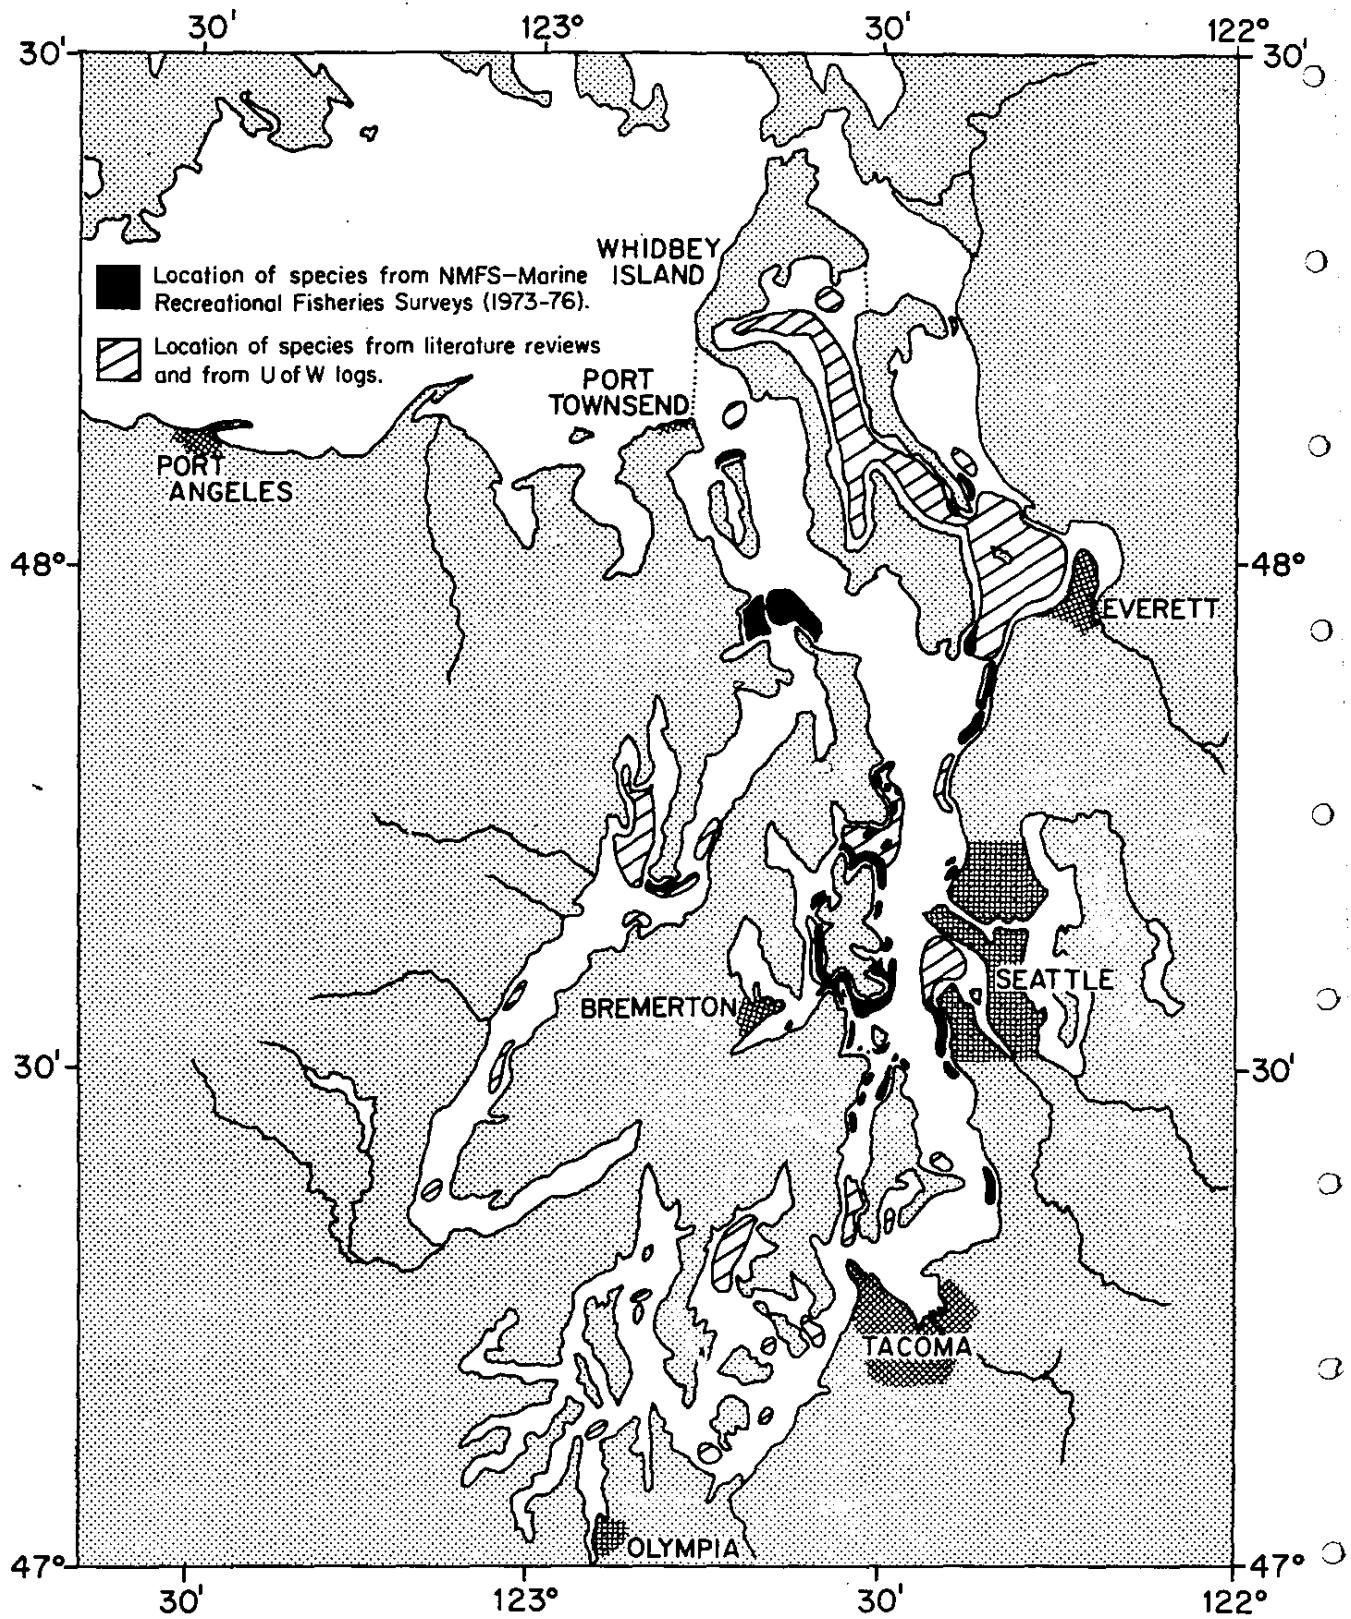 30' 123° 30' 122°
30' 30'
WHIDBEY
ISLAND
Location of species from NMFS-Marine
Recreational Fisheries Surveys (1973-76).
Location of species from literature reviews
and from U of W logs.
PORT
TOWNSEND
PORT
ANGELES
48° 48°
EVERETT
SEATTLE
BREMERTON
30' 30'
TACOMA
OLYMPIA
47° 47°
30' 123° 30' 122°